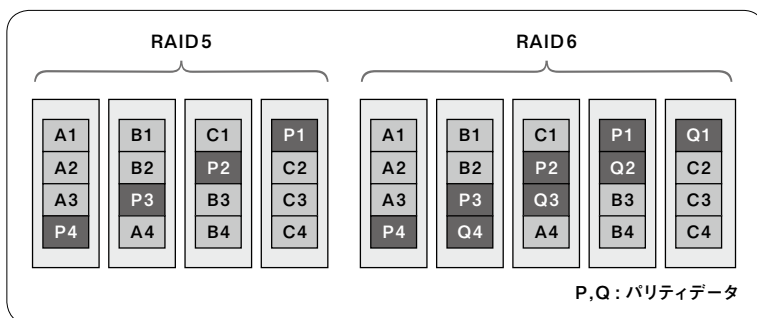 RAID5 RAID6
A1 B1 C1 P1 A1 B1 C1 P1 Q1
A2 B2 P2 C2 A2 B2 P2 Q2 C2
A3 P3 B3 C3 A3 P3 Q3 B3 C3
P4 A4 B4 C4 P4 Q4 A4 B4 C4
P,Q : パリティデータ